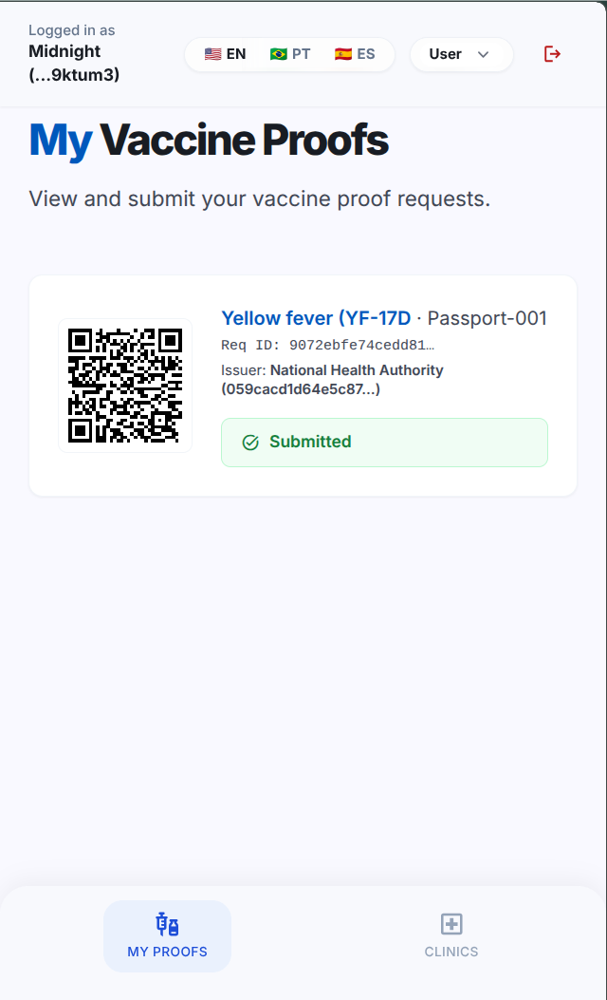 Logged in as
Midnight
(...9ktum3)
🇺🇸 EN 🇧🇷 PT 🇪🇸 ES
User
My Vaccine Proofs
View and submit your vaccine proof requests.
Yellow fever (YF-17D · Passport-001
Req ID: 9072ebfe74cedd81…
Issuer: National Health Authority
(059cacd1d64e5c87...)
Submitted
MY PROOFS
CLINICS